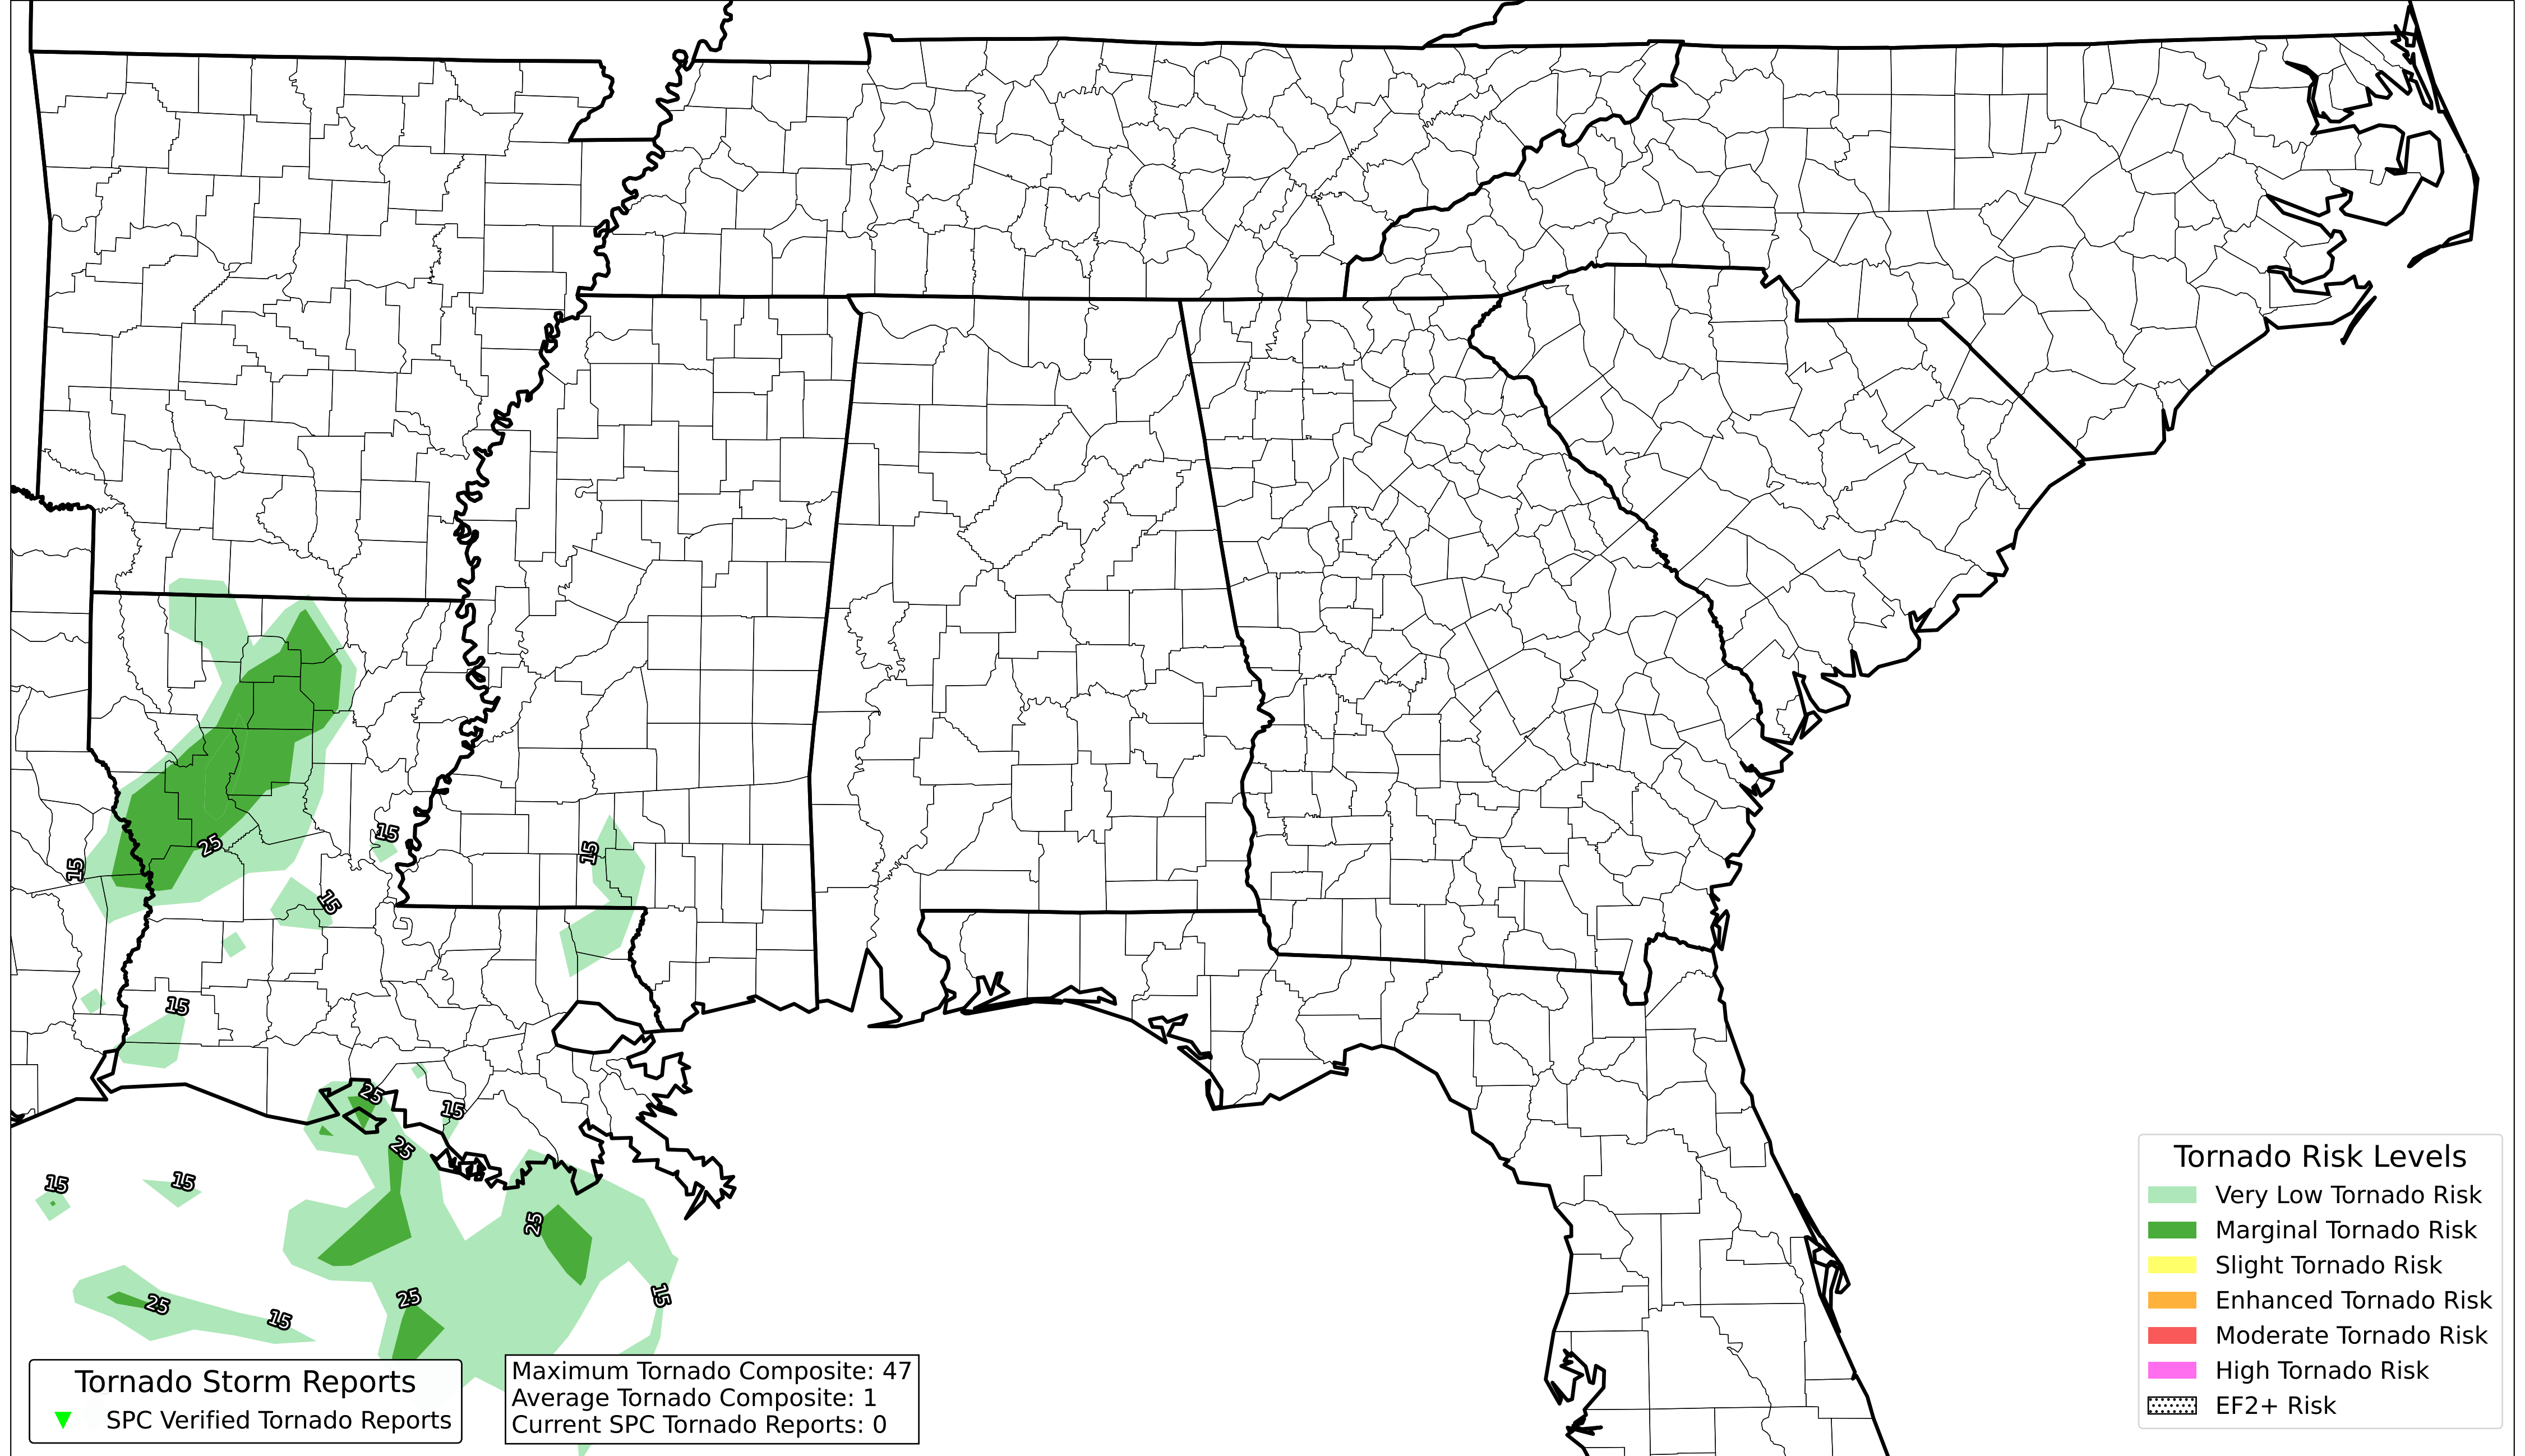 15
15
25
15
15
15
25
15
25
15
15
25
25
15
25
15
Tornado Risk Levels
Very Low Tornado Risk
Marginal Tornado Risk
Slight Tornado Risk
Enhanced Tornado Risk
Moderate Tornado Risk
High Tornado Risk
EF2+ Risk
Tornado Storm Reports
SPC Verified Tornado Reports
Maximum Tornado Composite: 47
Average Tornado Composite: 1
Current SPC Tornado Reports: 0